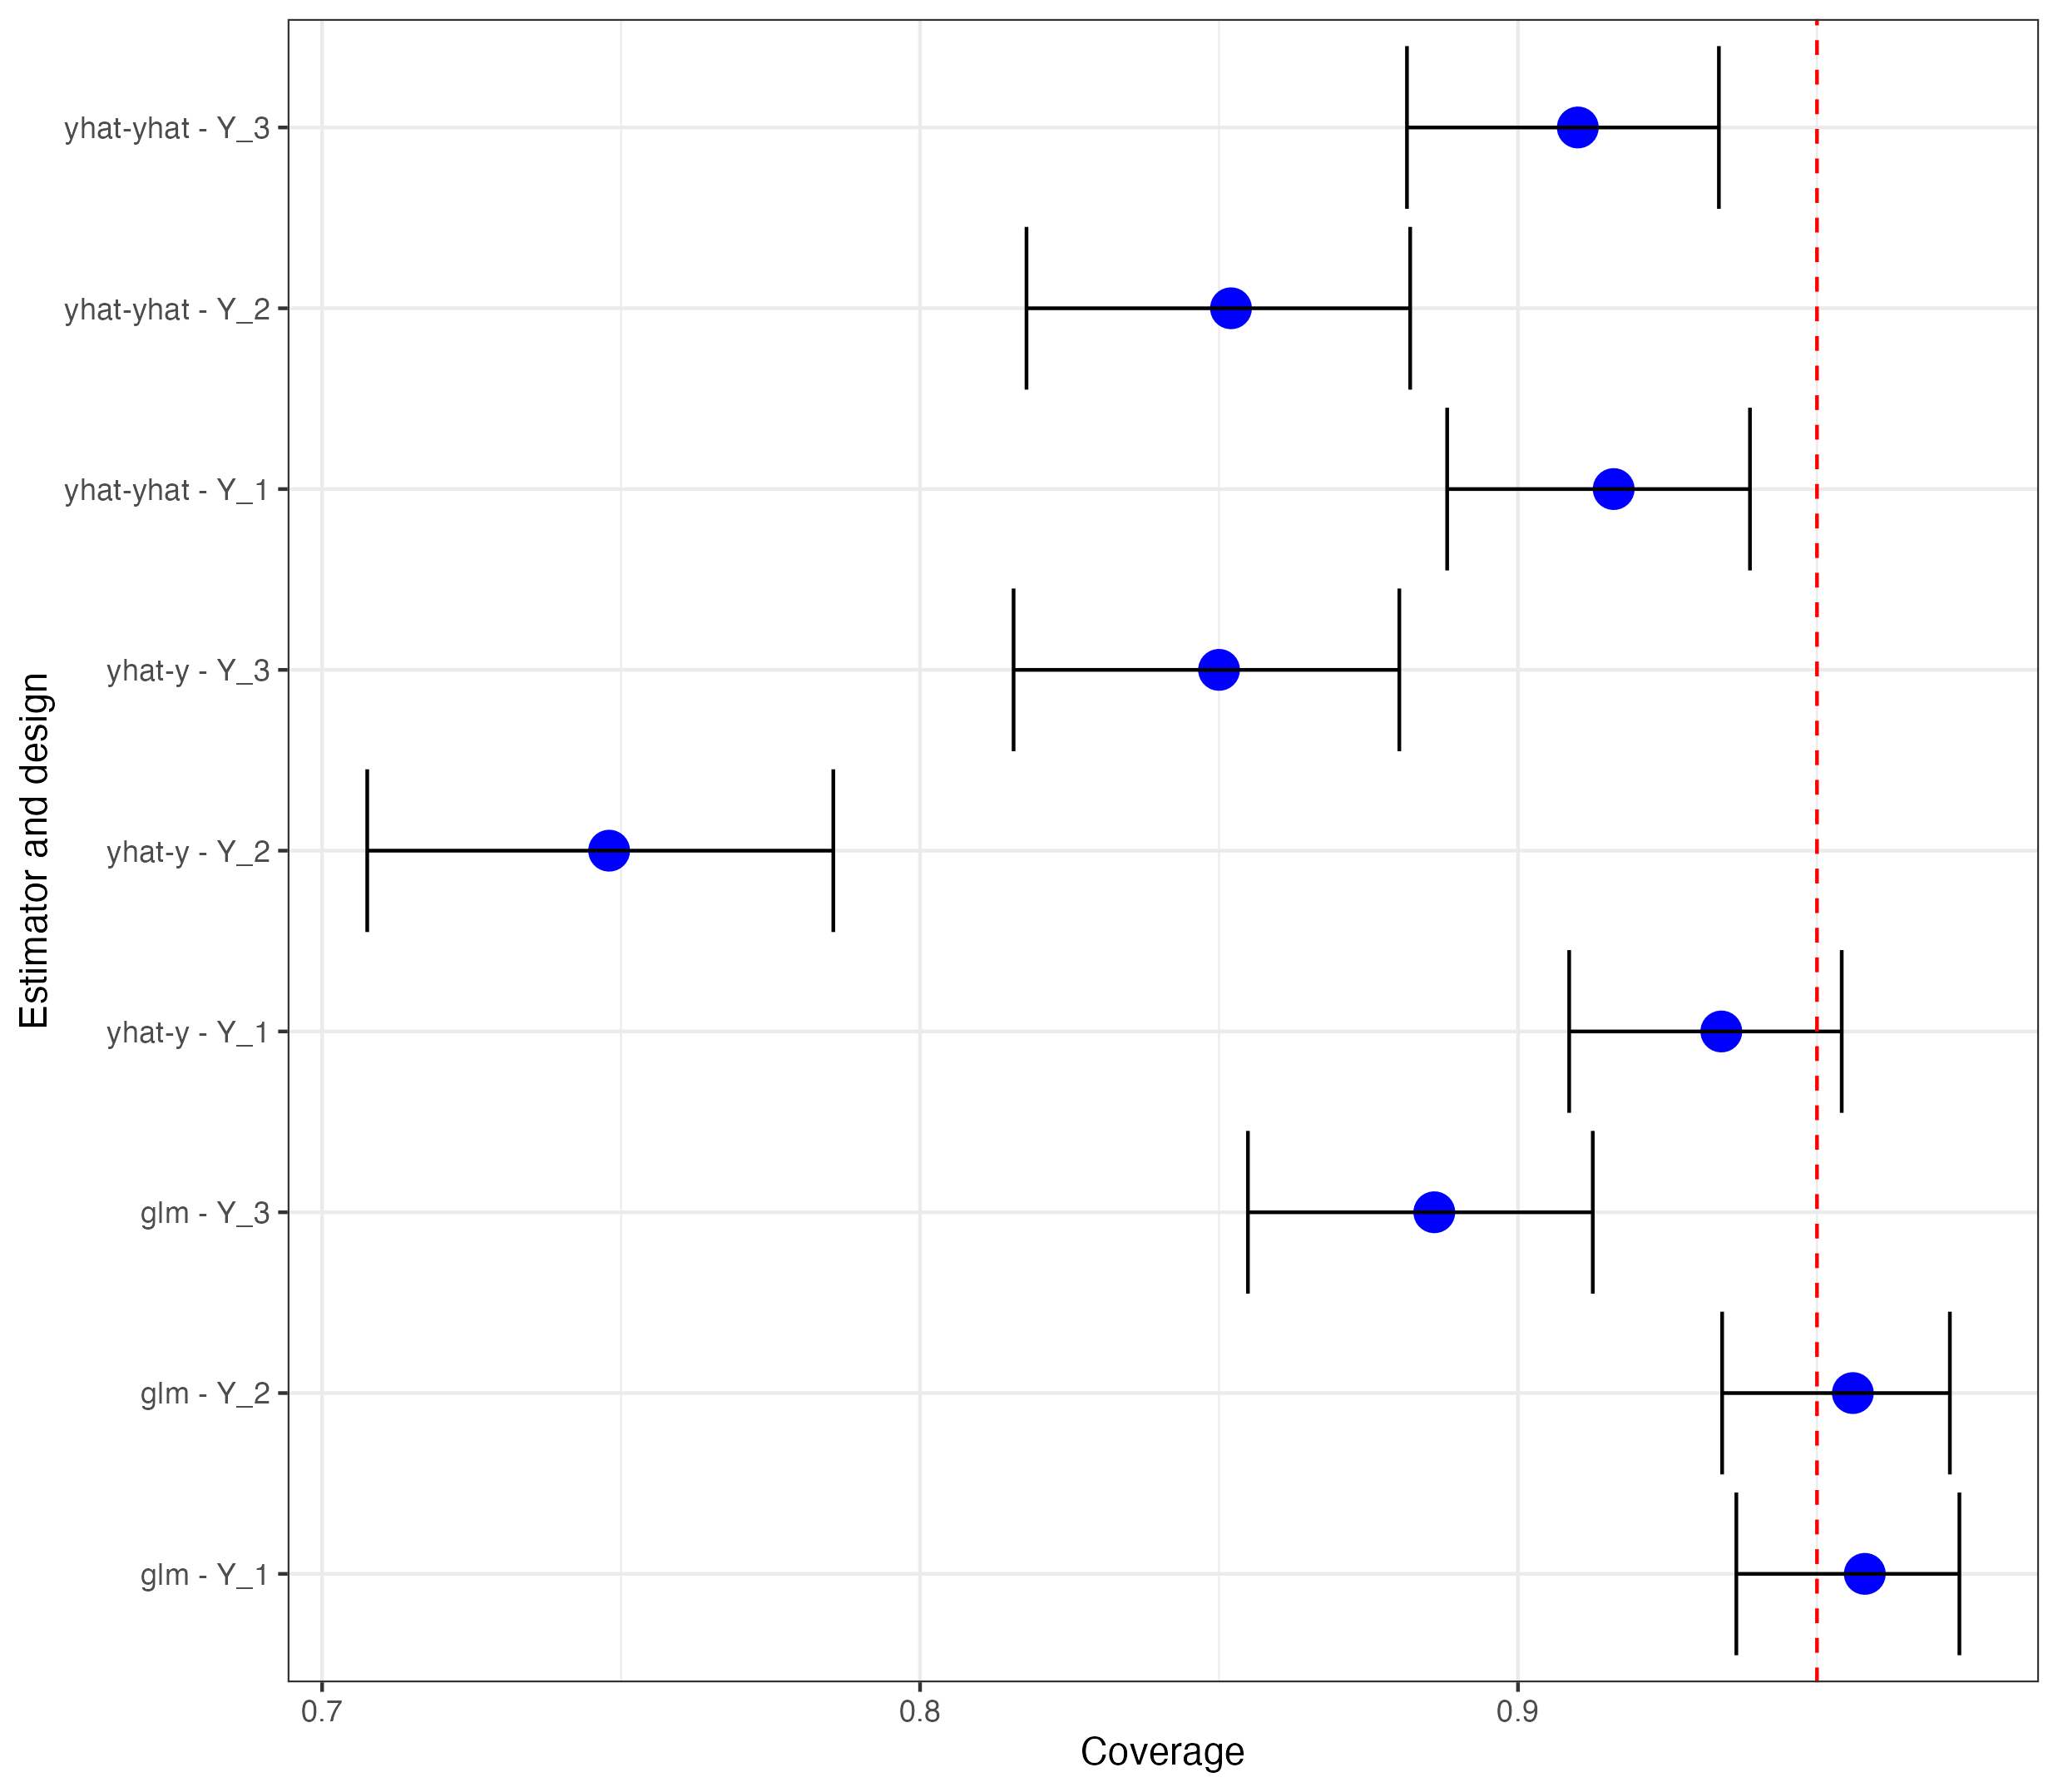 yhat-yhat - Y_3
yhat-yhat - Y_2
yhat-yhat - Y_1
yhat-y - Y_3
yhat-y - Y_2
yhat-y - Y_1
glm - Y_3
glm - Y_2
glm - Y_1
Estimator and design
0.7
0.8
0.9
Coverage